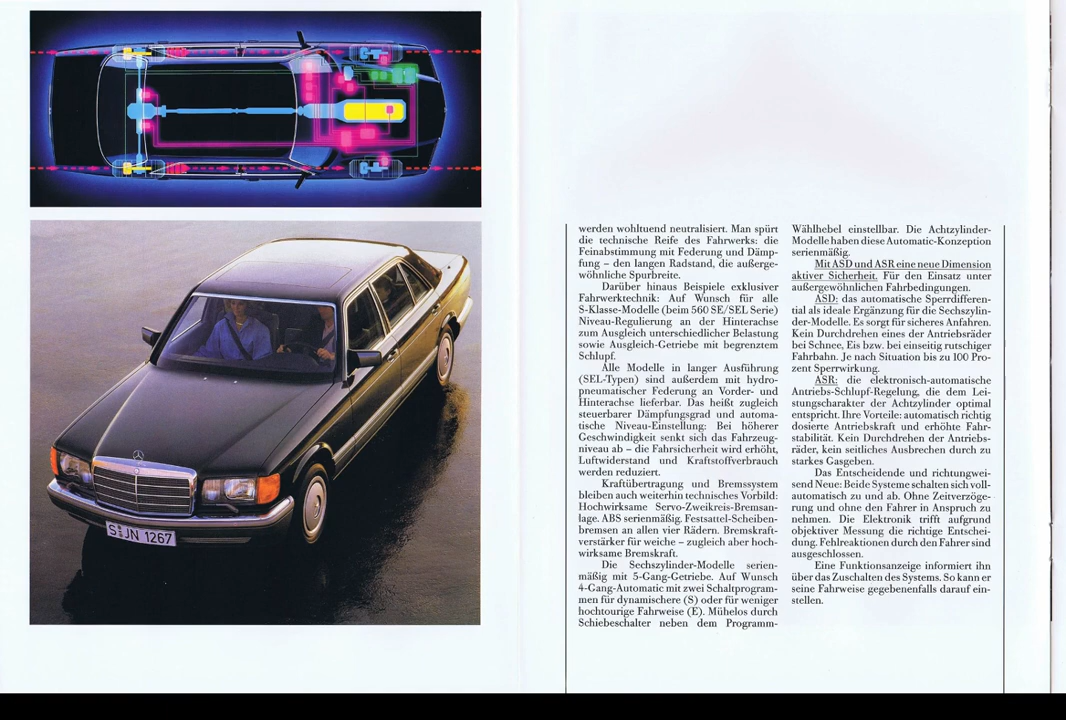 S JN 1267
werden wohltuend neutralisiert. Man spürt
die technische Reife des Fahrwerks: die
Feinabstimmung mit Federung und Dämp-
fung – den langen Radstand, die außerge-
wöhnliche Spurbreite.
Darüber hinaus Beispiele exklusiver
Fahrwerktechnik: Auf Wunsch für alle
S-Klasse-Modelle (beim 560 SE/SEL Serie)
Niveau-Regulierung an der Hinterachse
zum Ausgleich unterschiedlicher Belastung
sowie Ausgleich-Getriebe mit begrenztem
Schlupf.
Alle Modelle in langer Ausführung
(SEL-Typen) sind außerdem mit hydro-
pneumatischer Federung an Vorder- und
Hinterachse lieferbar. Das heißt zugleich
steuerbarer Dämpfungsgrad und automa-
tische Niveau-Einstellung: Bei höherer
Geschwindigkeit senkt sich das Fahrzeug-
niveau ab – die Fahrsicherheit wird erhöht,
Luftwiderstand und Kraftstoffverbrauch
werden reduziert.
Kraftübertragung und Bremssystem
bleiben auch weiterhin technisches Vorbild:
Hochwirksame Servo-Zweikreis-Bremsan-
lage. ABS serienmäßig. Festsattel-Scheiben-
bremsen an allen vier Rädern. Bremskraft-
verstärker für weiche – zugleich aber hoch-
wirksame Bremskraft.
Die Sechszylinder-Modelle serien-
mäßig mit 5-Gang-Getriebe. Auf Wunsch
4-Gang-Automatic mit zwei Schaltprogram-
men für dynamischere (S) oder für weniger
hochtourige Fahrweise (E). Mühelos durch
Schiebeschalter neben dem Programm-
Wählhebel einstellbar. Die Achtzylinder-
Modelle haben diese Automatic-Konzeption
serienmäßig.
Mit ASD und ASR eine neue Dimension
aktiver Sicherheit. Für den Einsatz unter
außergewöhnlichen Fahrbedingungen.
ASD: das automatische Sperrdifferen-
tial als ideale Ergänzung für die Sechszylin-
der-Modelle. Es sorgt für sicheres Anfahren.
Kein Durchdrehen eines der Antriebsräder
bei Schnee, Eis bzw. bei einseitig rutschiger
Fahrbahn. Je nach Situation bis zu 100 Pro-
zent Sperrwirkung.
ASR: die elektronisch-automatische
Antriebs-Schlupf-Regelung, die dem Lei-
stungscharakter der Achtzylinder optimal
entspricht. Ihre Vorteile: automatisch richtig
dosierte Antriebskraft und erhöhte Fahr-
stabilität. Kein Durchdrehen der Antriebs-
räder, kein seitliches Ausbrechen durch zu
starkes Gasgeben.
Das Entscheidende und richtungwei-
send Neue: Beide Systeme schalten sich voll-
automatisch zu und ab. Ohne Zeitverzöge-
rung und ohne den Fahrer in Anspruch zu
nehmen. Die Elektronik trifft aufgrund
objektiver Messung die richtige Entschei-
dung. Fehlreaktionen durch den Fahrer sind
ausgeschlossen.
Eine Funktionsanzeige informiert ihn
über das Zuschalten des Systems. So kann er
seine Fahrweise gegebenenfalls darauf ein-
stellen.